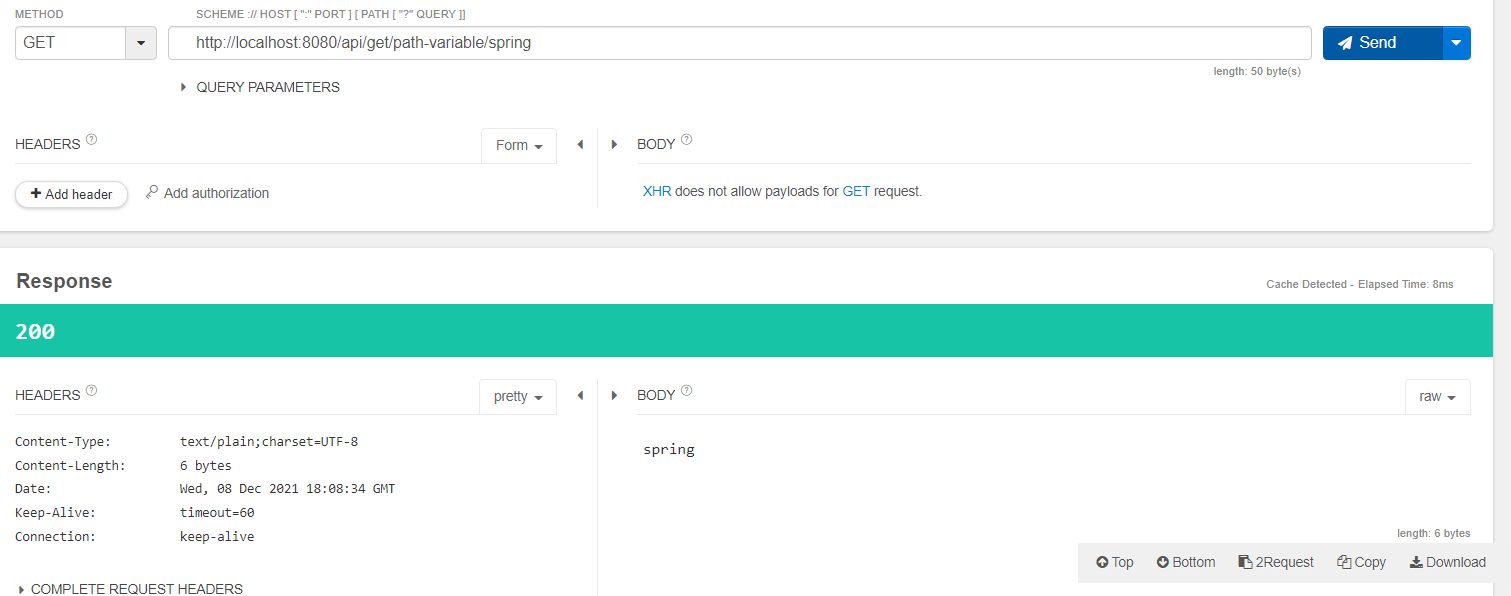 METHOD SCHEME :// HOST [ ":" PORT ] [ PATH [ "?" QUERY ]]
GET http://localhost:8080/api/get/path-variable/spring Send
length: 50 byte(s)
QUERY PARAMETERS
HEADERS ? Form BODY ?
+ Add header Add authorization XHR does not allow payloads for GET request.
Response Cache Detected - Elapsed Time: 8ms
200
HEADERS ? pretty BODY ? raw
Content-Type: text/plain;charset=UTF-8
spring
Content-Length: 6 bytes
Date: Wed, 08 Dec 2021 18:08:34 GMT
Keep-Alive: timeout=60
Connection: keep-alive
length: 6 bytes
Top Bottom 2Request Copy Download
COMPLETE REQUEST HEADERS